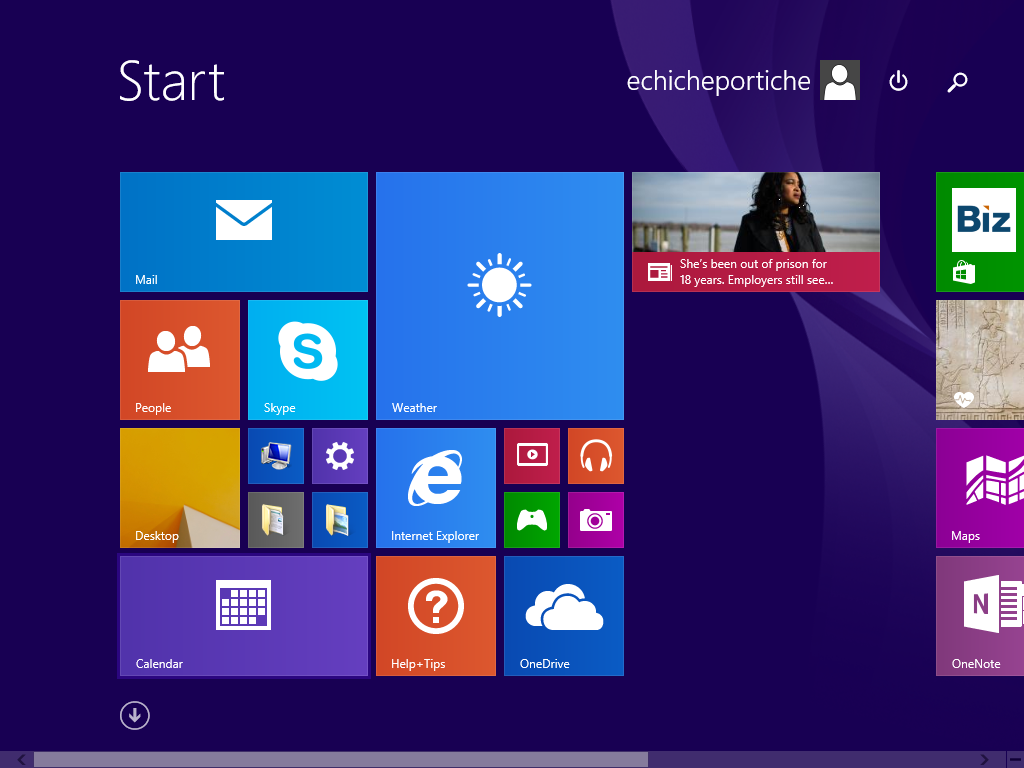 Start
echicheportiche
Mail
Weather
She's been out of prison for
18 years. Employers still see...
Biz
People
S
Skype
Desktop
Internet Explorer
Maps
Calendar
?
Help+Tips
OneDrive
N
OneNote